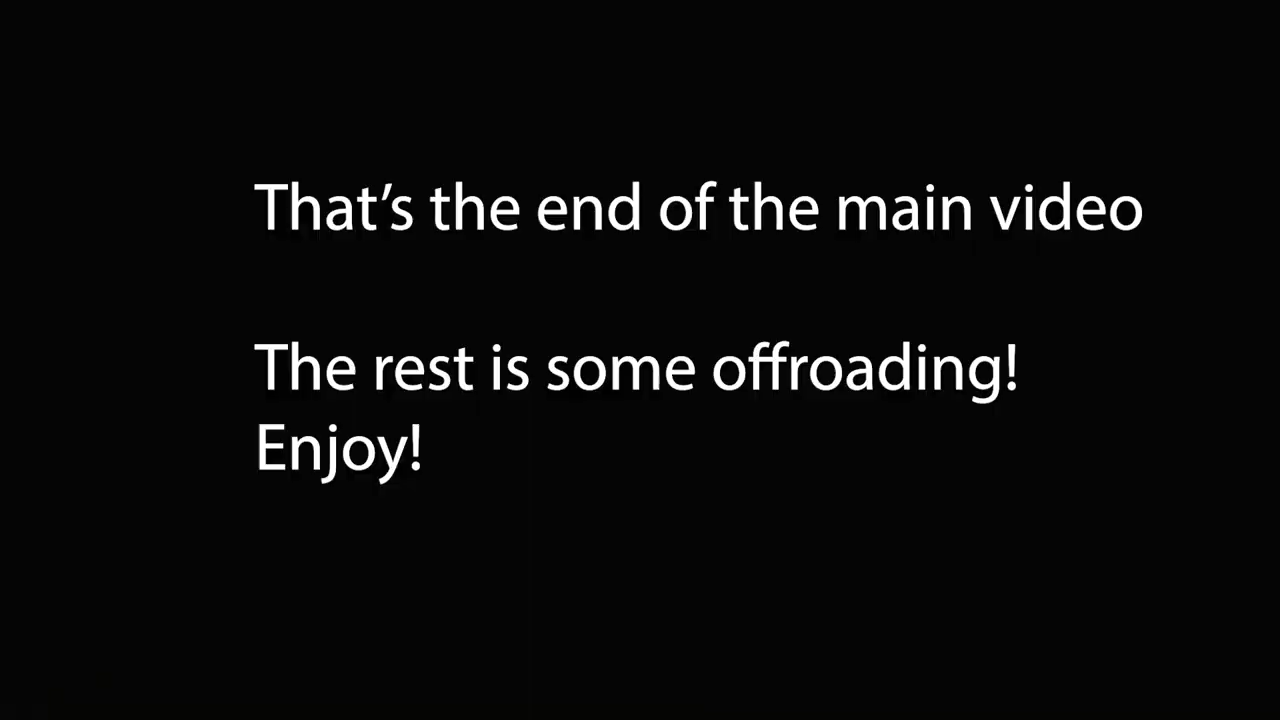 That’s the end of the main video
The rest is some offroading!
Enjoy!